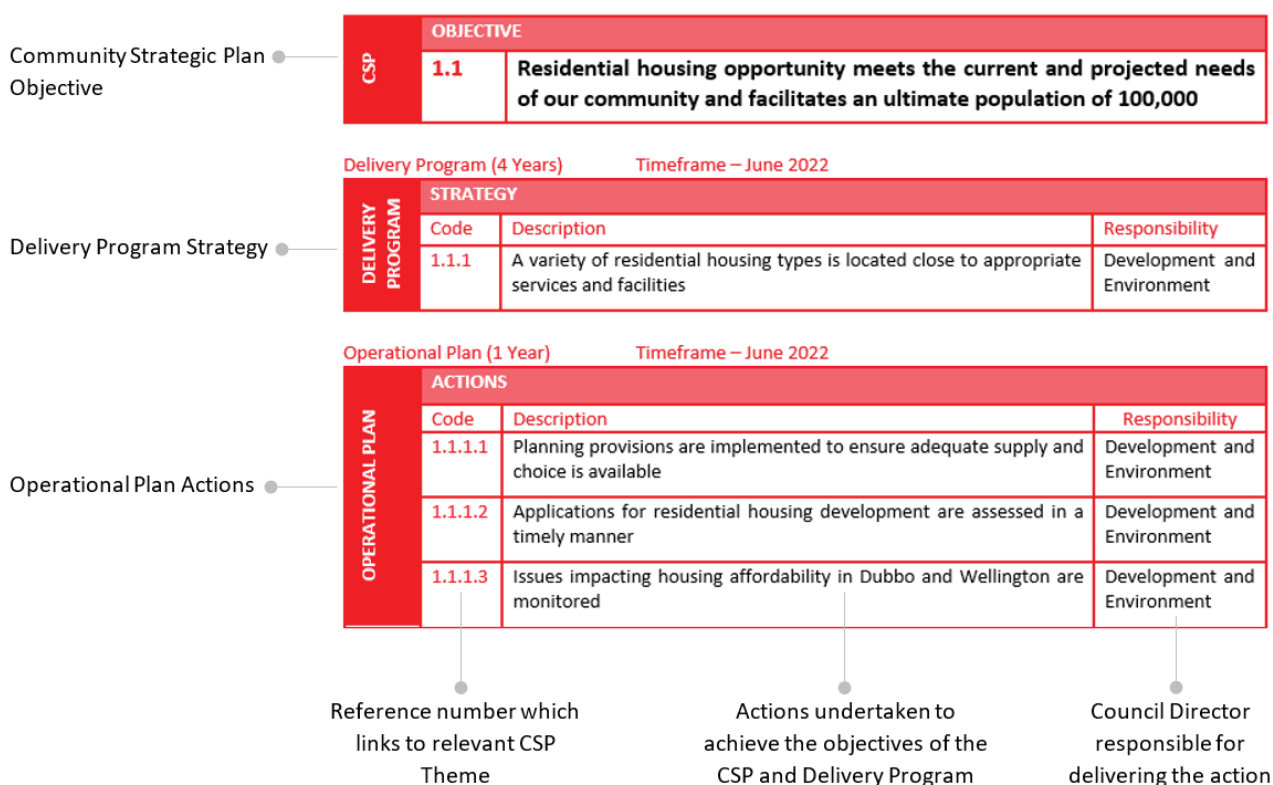 Community Strategic Plan
Objective
CSP
OBJECTIVE
1.1
Residential housing opportunity meets the current and projected needs
of our community and facilitates an ultimate population of 100,000
Delivery Program (4 Years) Timeframe – June 2022
Delivery Program Strategy
DELIVERY
PROGRAM
STRATEGY
Code Description Responsibility
1.1.1 A variety of residential housing types is located close to appropriate Development and
services and facilities Environment
Operational Plan (1 Year) Timeframe – June 2022
Operational Plan Actions
OPERATIONAL PLAN
ACTIONS
Code Description Responsibility
1.1.1.1 Planning provisions are implemented to ensure adequate supply and Development and
choice is available Environment
1.1.1.2 Applications for residential housing development are assessed in a Development and
timely manner Environment
1.1.1.3 Issues impacting housing affordability in Dubbo and Wellington are Development and
monitored Environment
Reference number which
links to relevant CSP
Theme
Actions undertaken to
achieve the objectives of the
CSP and Delivery Program
Council Director
responsible for
delivering the action